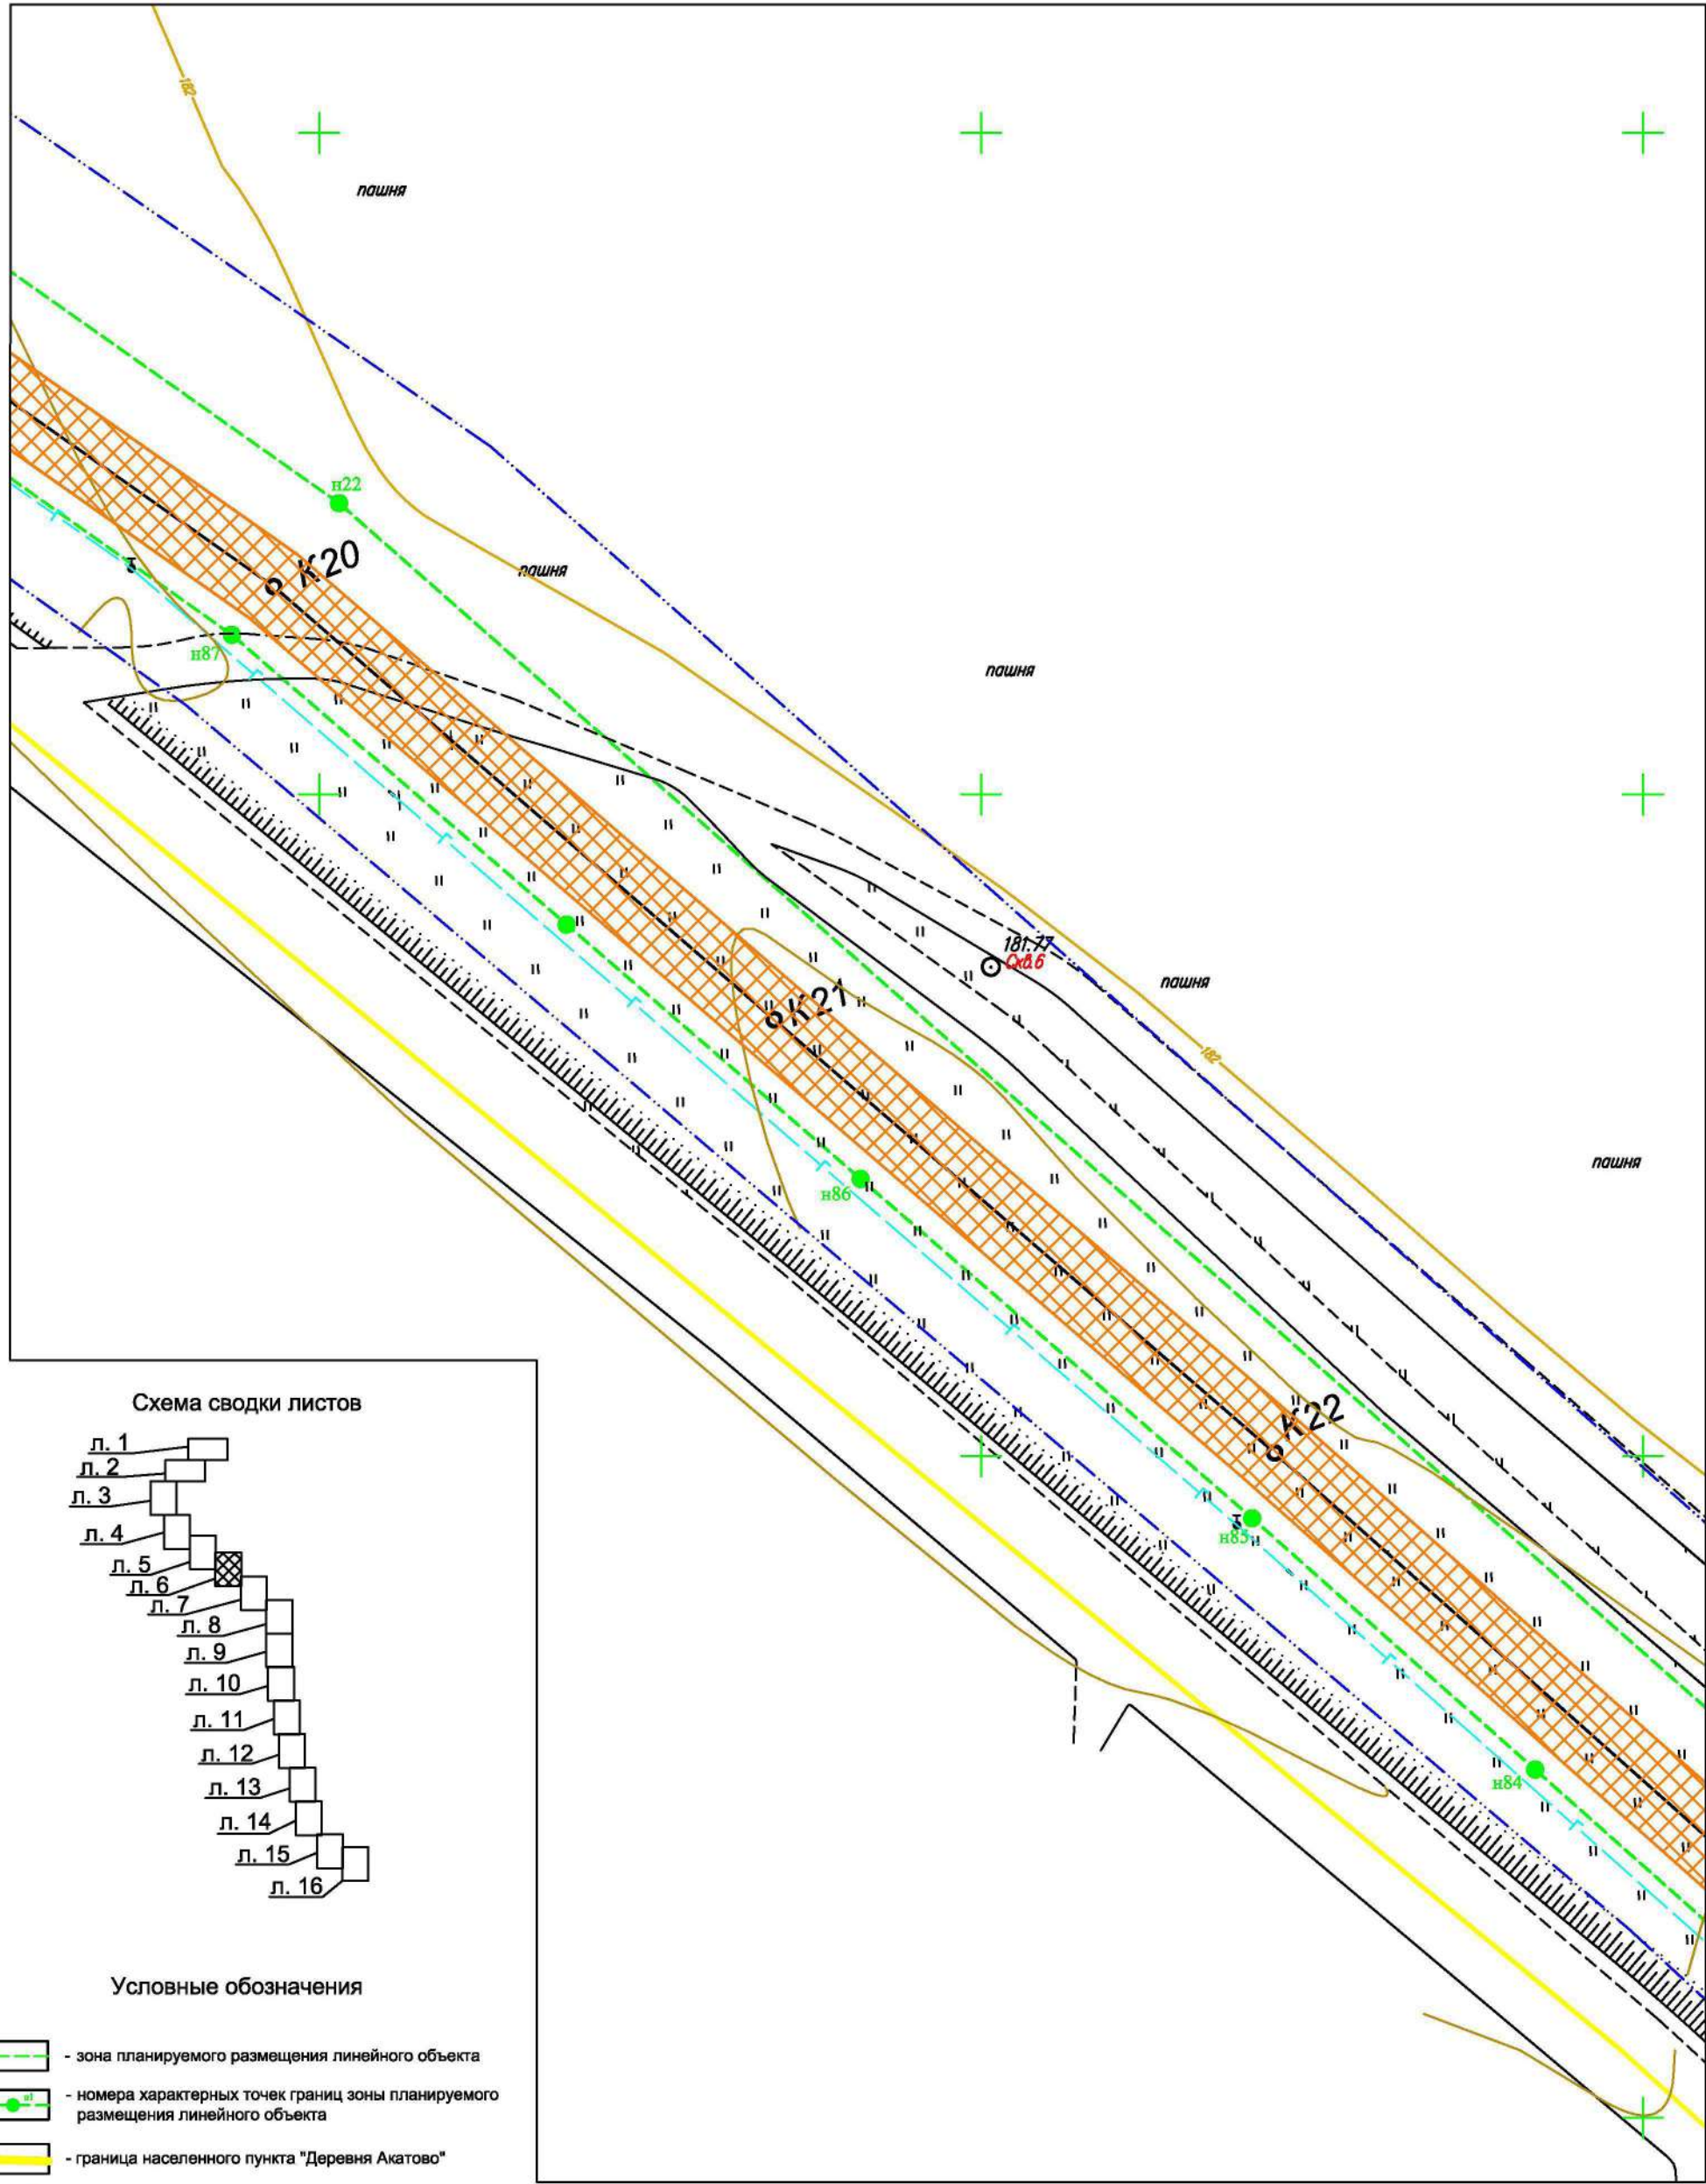 182
пашня
н22
К20
пашня
н87
пашня
181.77
Скв.6
пашня
К21
182
пашня
н86
К22
н85
н84
Схема сводки листов
л. 1
л. 2
л. 3
л. 4
л. 5
л. 6
л. 7
л. 8
л. 9
л. 10
л. 11
л. 12
л. 13
л. 14
л. 15
л. 16
Условные обозначения
- зона планируемого размещения линейного объекта
- номера характерных точек границ зоны планируемого
размещения линейного объекта
- граница населенного пункта "Деревня Акатово"